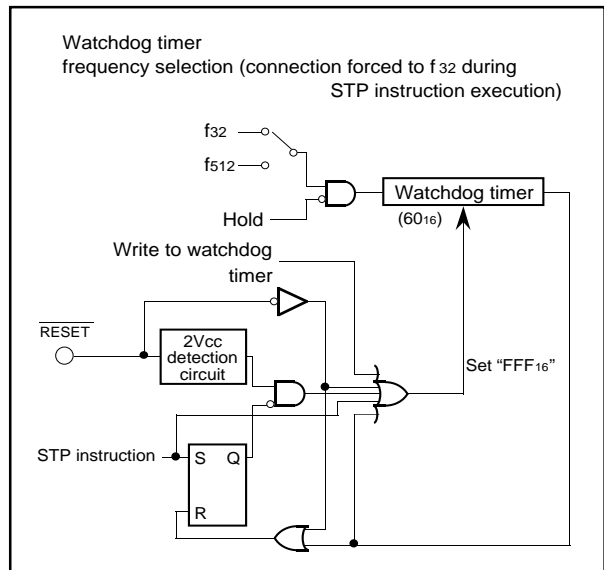 Watchdog timer
frequency selection (connection forced to f32 during
STP instruction execution)
f32
f512
Watchdog timer
(6016)
Hold
Write to watchdog
timer
RESET
2Vcc
detection
circuit
Set “FFF16”
STP instruction
S Q
R